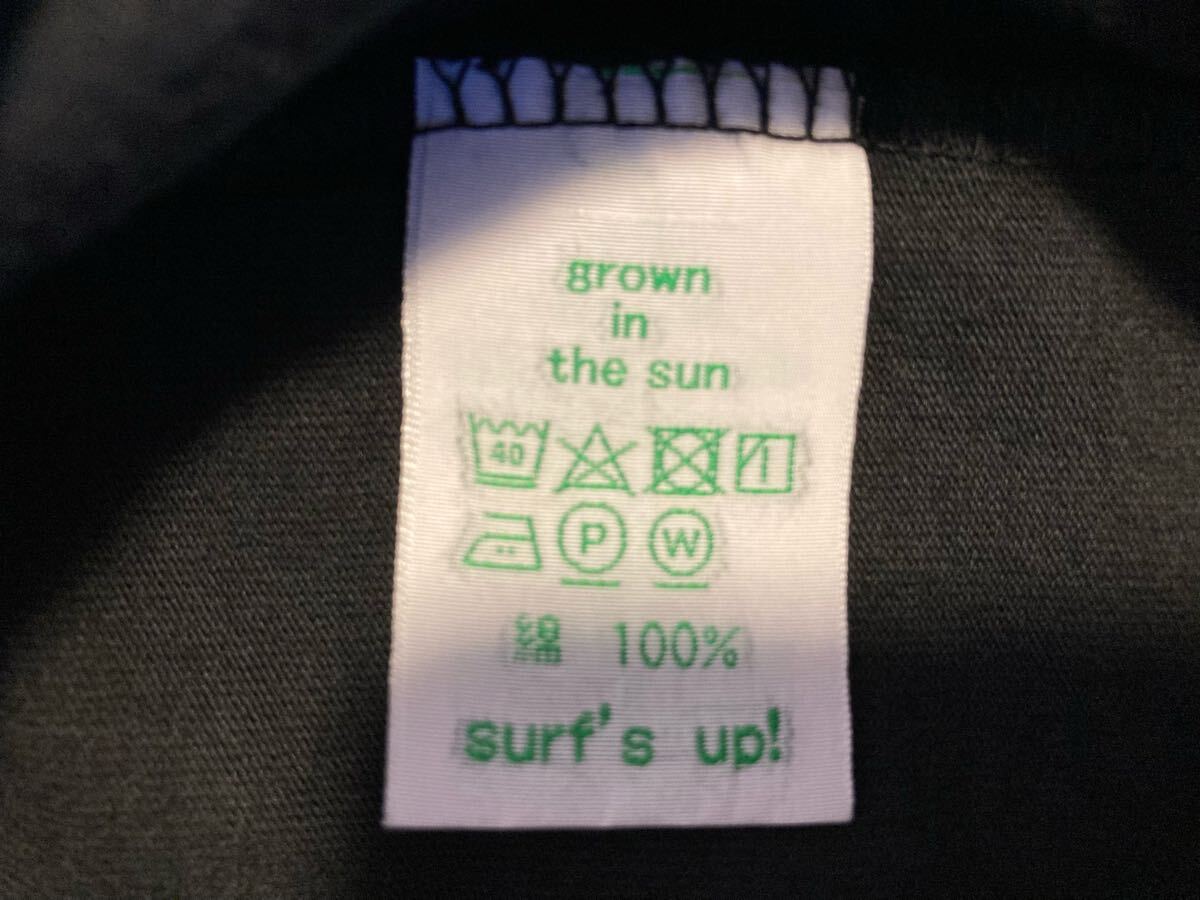 grown
in
the sun
40
P W
綿 100%
surf's up!